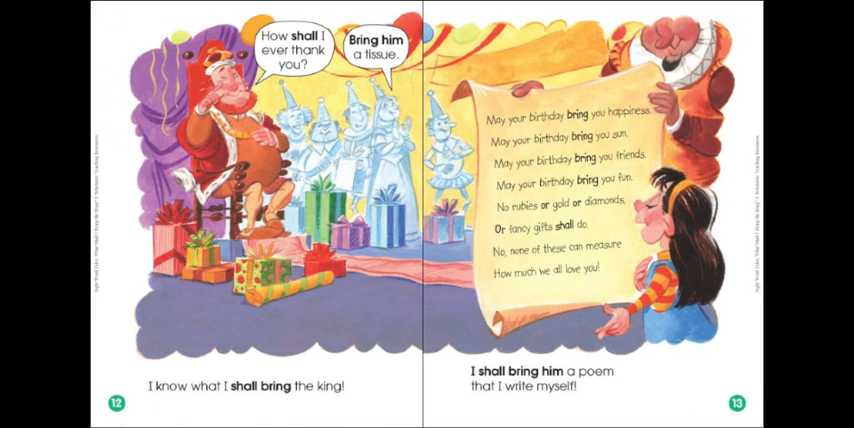 How shall I
ever thank
you?
Bring him
a tissue.
I know what I shall bring the king!
12
May your birthday bring you happiness.
May your birthday bring you sun.
May your birthday bring you friends.
May your birthday bring you fun.
No rubies or gold or diamonds,
Or fancy gifts shall do.
No, none of these can measure
How much we all love you!
I shall bring him a poem
that I write myself!
13